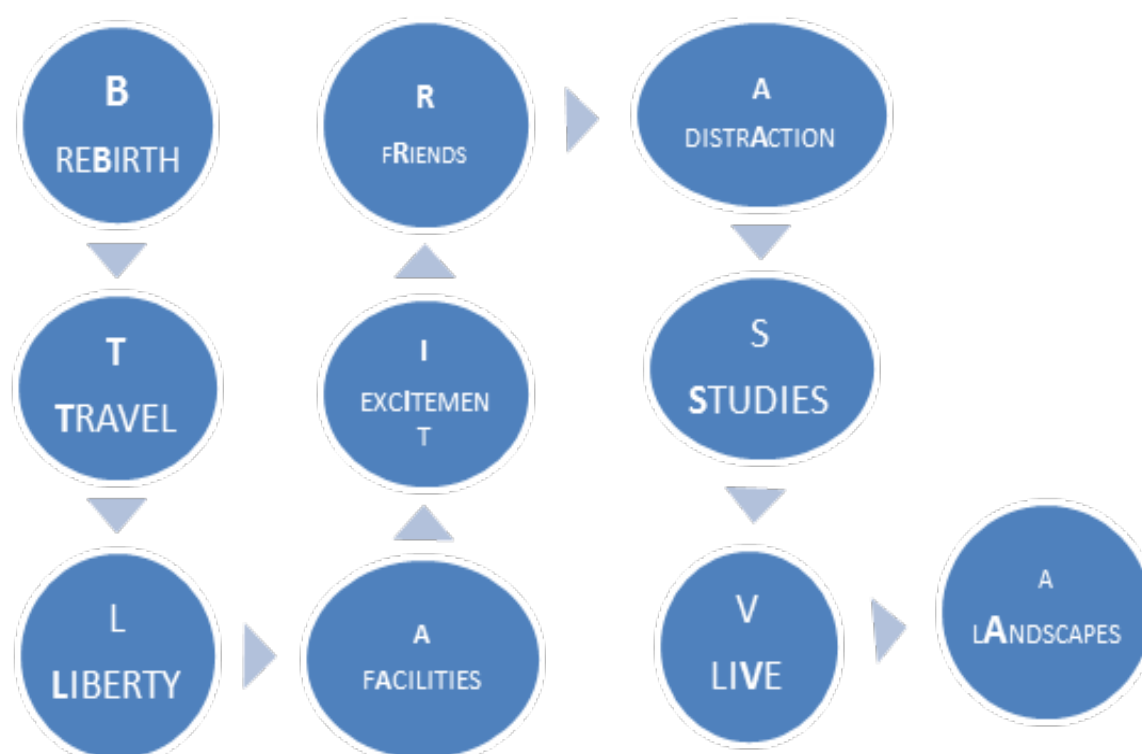 B
REBIRTH
T
TRAVEL
L
LIBERTY
A
FACILITIES
I
EXCITEMEN
T
R
FRIENDS
A
DISTRACTION
S
STUDIES
V
LIVE
A
LANDSCAPES